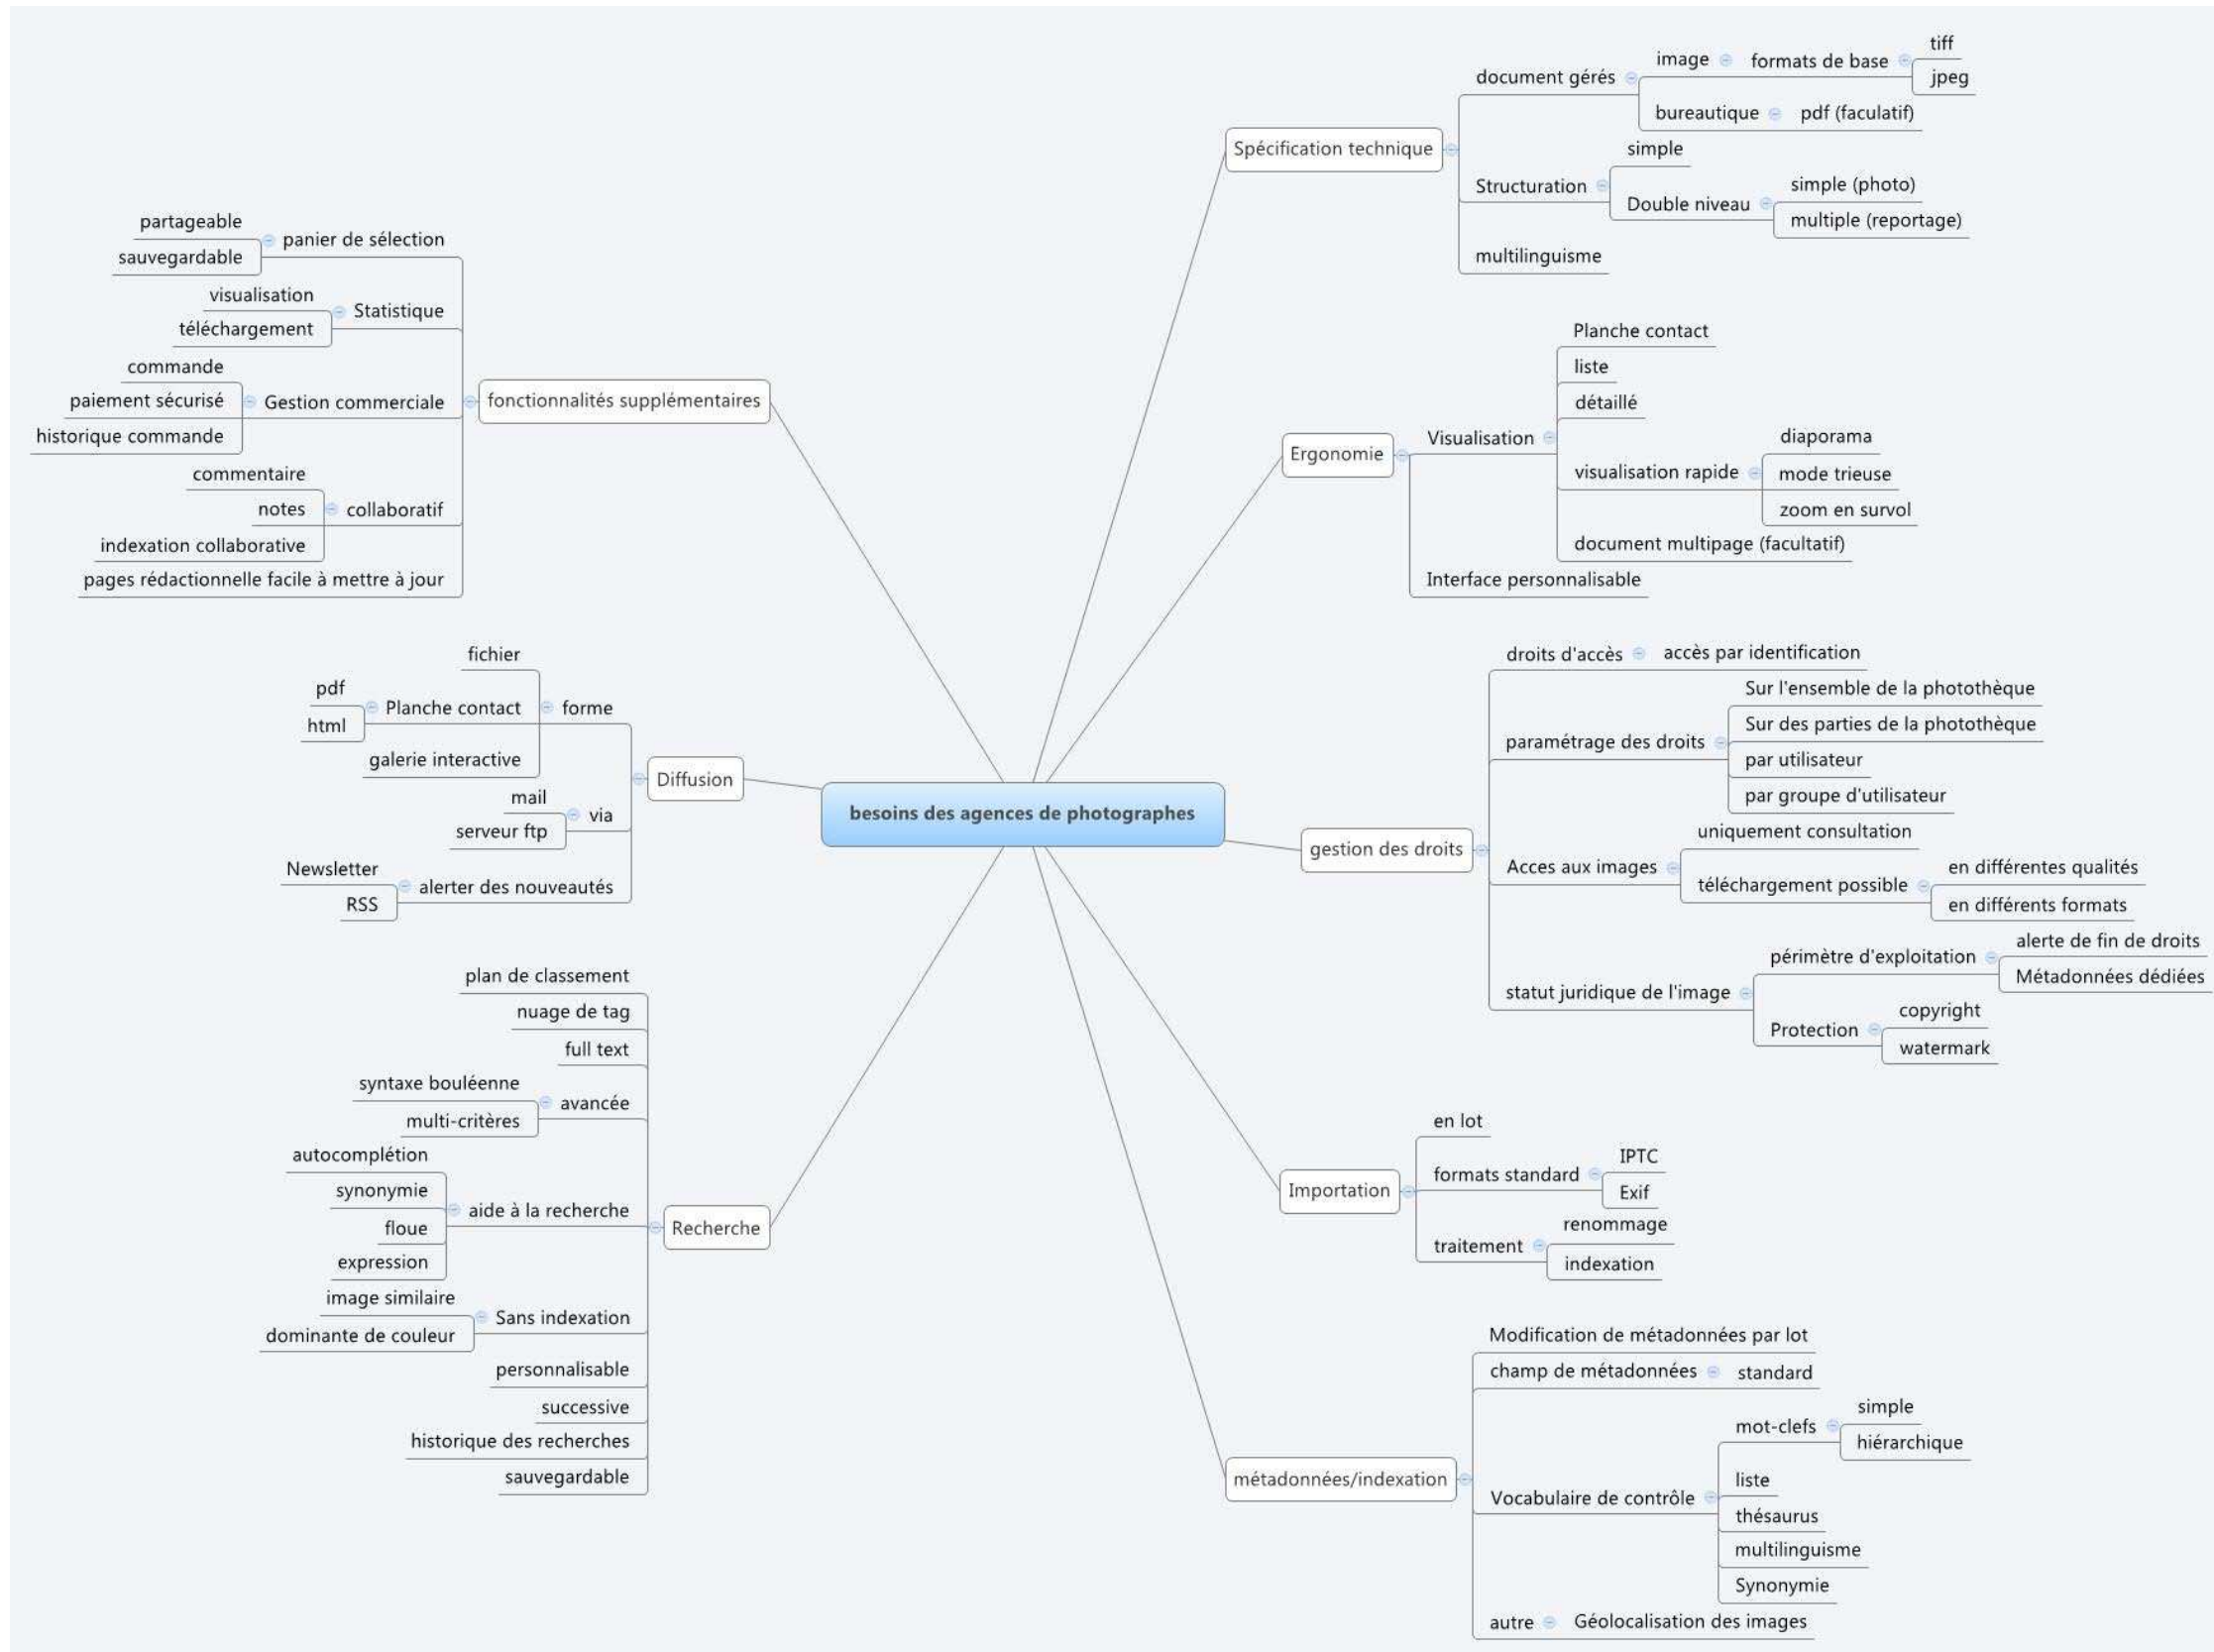 besoins des agences de photographes
Spécification technique
document gérés
image
formats de base
tiff
jpeg
bureautique
pdf (faculatif)
Structuration
simple
Double niveau
simple (photo)
multiple (reportage)
multilinguisme
Ergonomie
Visualisation
Planche contact
liste
détaillé
visualisation rapide
diaporama
mode trieuse
zoom en survol
document multipage (facultatif)
Interface personnalisable
gestion des droits
droits d'accès
accès par identification
paramétrage des droits
Sur l'ensemble de la photothèque
Sur des parties de la photothèque
par utilisateur
par groupe d'utilisateur
Acces aux images
uniquement consultation
téléchargement possible
en différentes qualités
en différents formats
statut juridique de l'image
périmètre d'exploitation
alerte de fin de droits
Métadonnées dédiées
Protection
copyright
watermark
Importation
en lot
formats standard
IPTC
Exif
traitement
renommage
indexation
métadonnées/indexation
Modification de métadonnées par lot
champ de métadonnées
standard
Vocabulaire de contrôle
mot-clefs
simple
hiérarchique
liste
thésaurus
multilinguisme
Synonymie
autre
Géolocalisation des images
fonctionnalités supplémentaires
panier de sélection
partageable
sauvegardable
Statistique
visualisation
téléchargement
Gestion commerciale
commande
paiement sécurisé
historique commande
collaboratif
commentaire
notes
indexation collaborative
pages rédactionnelle facile à mettre à jour
Diffusion
forme
fichier
Planche contact
pdf
html
galerie interactive
via
mail
serveur ftp
alerter des nouveautés
Newsletter
RSS
Recherche
plan de classement
nuage de tag
full text
avancée
syntaxe bouléenne
multi-critères
aide à la recherche
autocomplétion
synonymie
floue
expression
Sans indexation
image similaire
dominante de couleur
personnalisable
successive
historique des recherches
sauvegardable